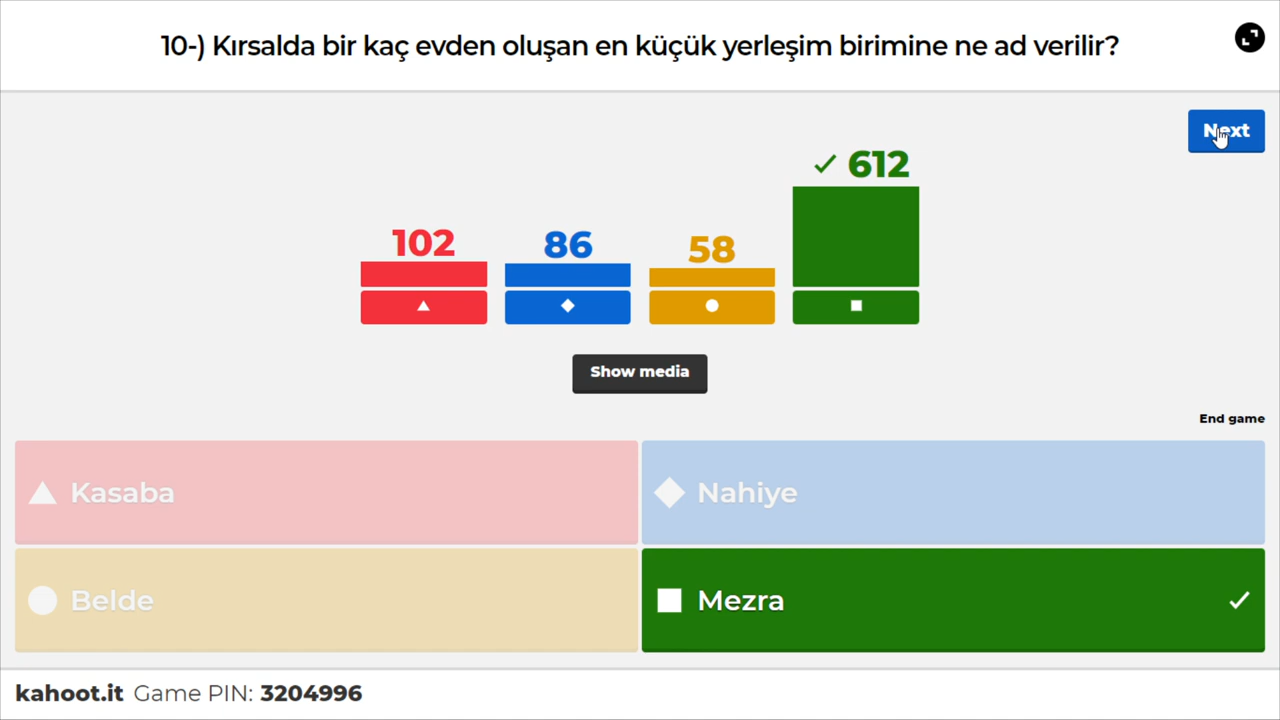 10-) Kırsalda bir kaç evden oluşan en küçük yerleşim birimine ne ad verilir?
Next
102
86
58
612
Show media
End game
Kasaba
Nahiye
Belde
Mezra
kahoot.it Game PIN: 3204996